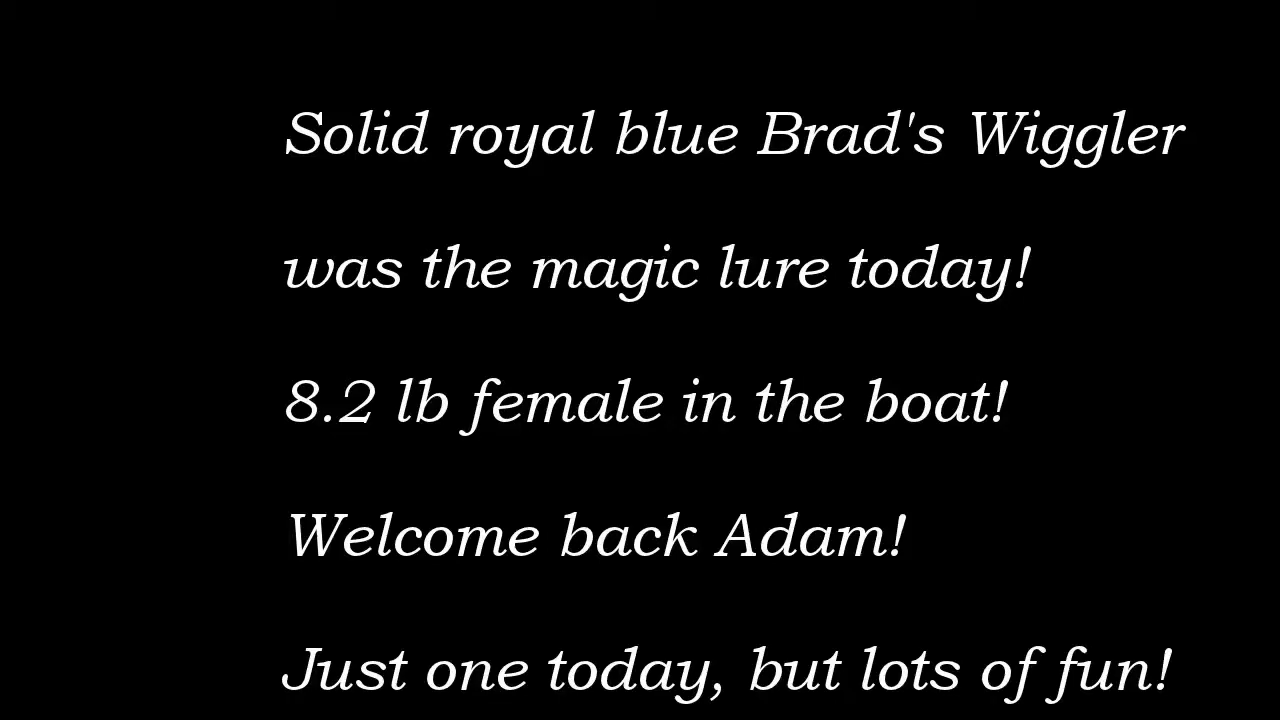 Solid royal blue Brad's Wiggler
was the magic lure today!
8.2 lb female in the boat!
Welcome back Adam!
Just one today, but lots of fun!